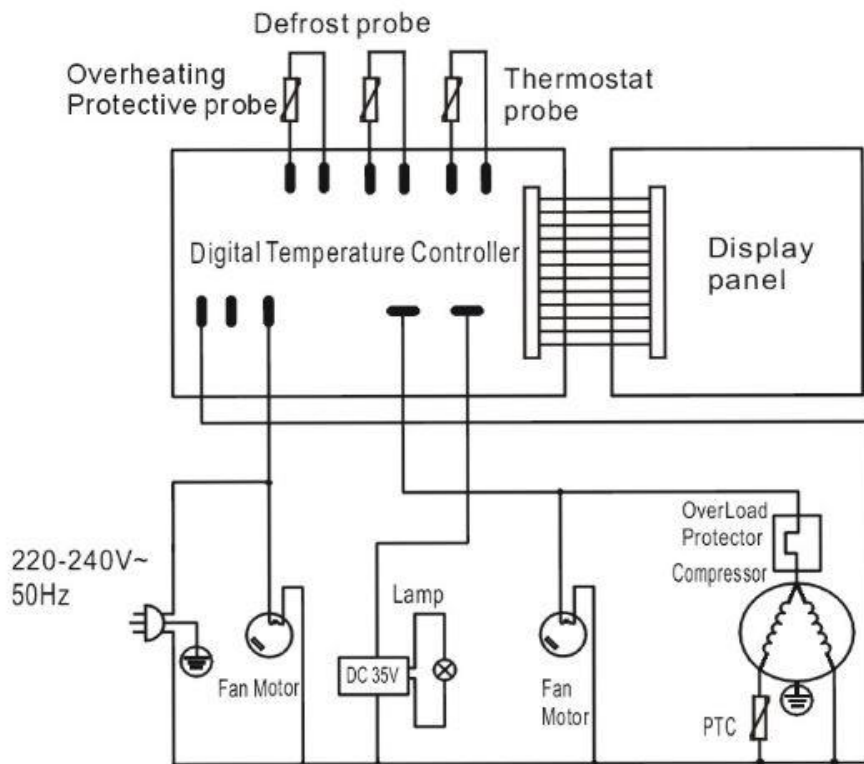 Defrost probe
Overheating
Protective probe
Thermostat
probe
Digital Temperature Controller
Display
panel
OverLoad
Protector
Compressor
220-240V~
50Hz
Lamp
DC 35V
Fan Motor
Fan
Motor
PTC